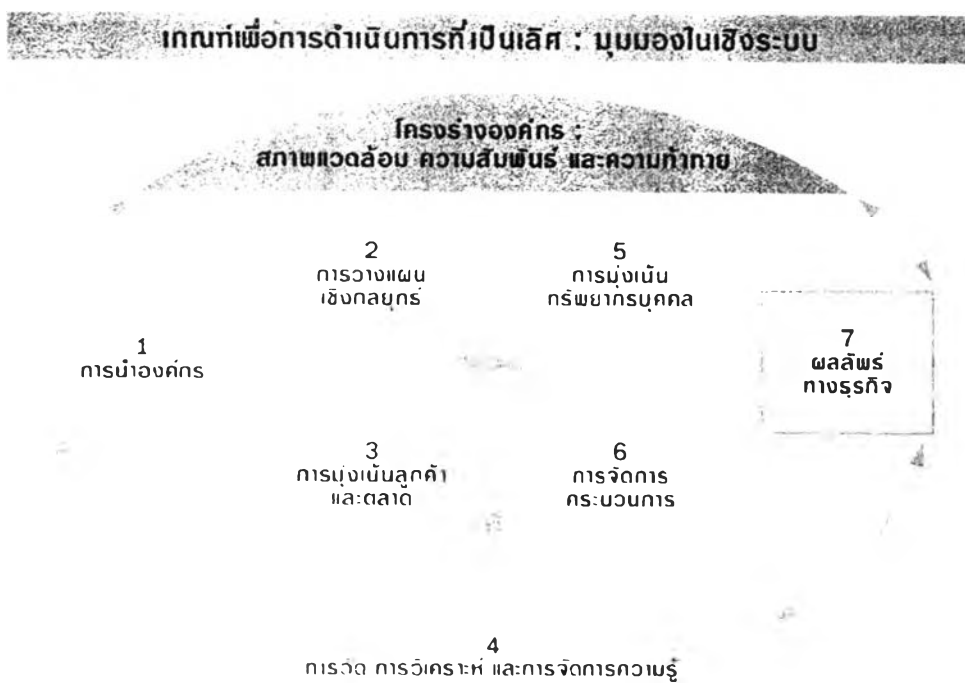 เกณฑ์เพื่อการดำเนินการที่เป็นเลิศ : มุมมองในเชิงระบบ
โครงร่างองค์กร :
สภาพแวดล้อม ความสัมพันธ์ และความท้าทาย
2
การวางแผน
เชิงกลยุทธ์
5
การมุ่งเน้น
ทรัพยากรบุคคล
1
การนำองค์กร
7
ผลลัพธ์
ทางธุรกิจ
3
การมุ่งเน้นลูกค้า
และตลาด
6
การจัดการ
กระบวนการ
4
การวัด การวิเคราะห์ และการจัดการความรู้